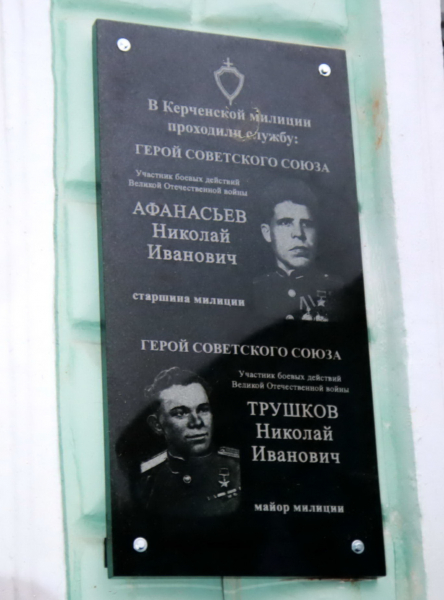 В Керченской милиции
проходили службу:
ГЕРОЙ СОВЕТСКОГО СОЮЗА
Участник боевых действий
Великой Отечественной войны
АФАНАСЬЕВ
Николай
Иванович
старшина милиции
ГЕРОЙ СОВЕТСКОГО СОЮЗА
Участник боевых действий
Великой Отечественной войны
ТРУШКОВ
Николай
Иванович
майор милиции